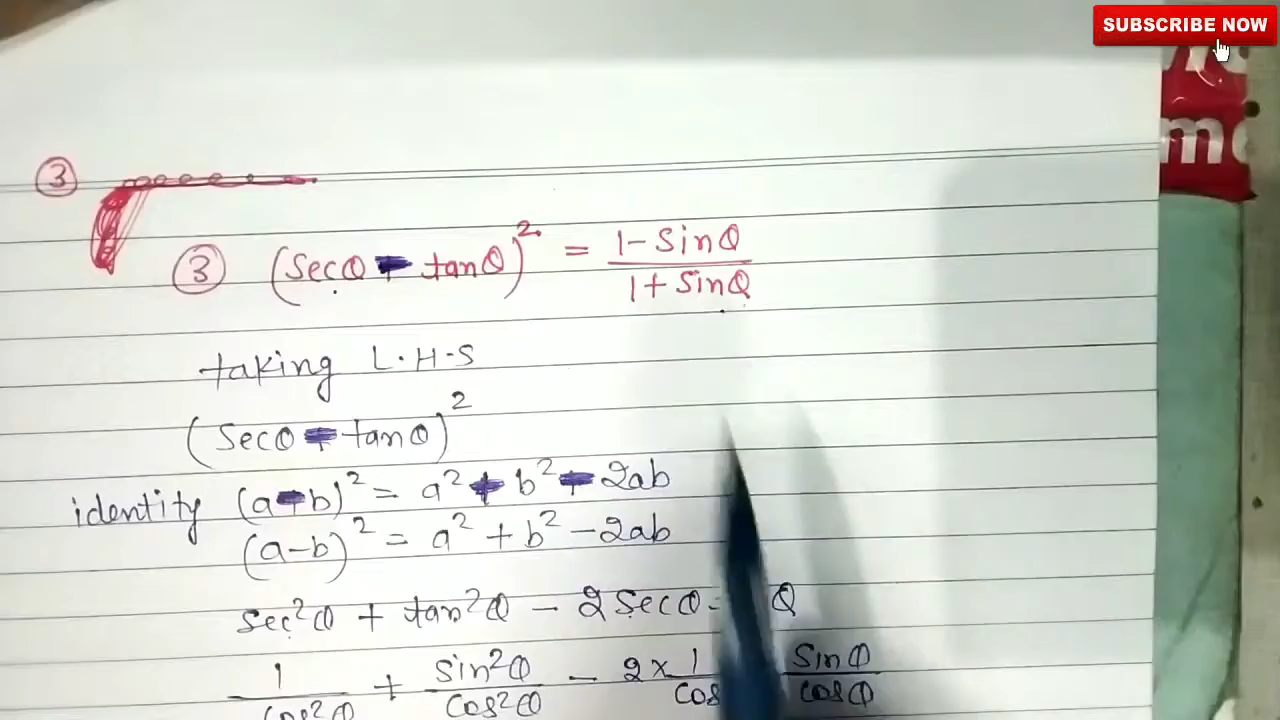 SUBSCRIBE NOW
③
③ (Secθ - tanθ)² = 1 - Sinθ / 1 + Sinθ
taking L.H.S
(Secθ - tanθ)²
identity (a-b)² = a² + b² - 2ab
(a-b)² = a² + b² - 2ab
sec²θ + tan²θ - 2 Secθ θ
1/cos²θ + Sin²θ/Cos²θ - 2 × 1/Cos Sinθ/Cosθ